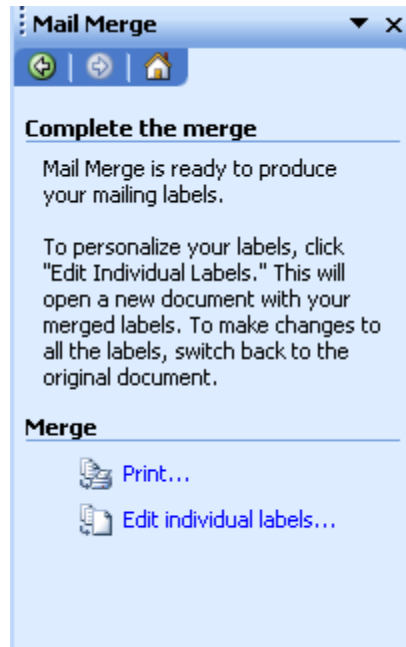 Mail Merge
Complete the merge
Mail Merge is ready to produce
your mailing labels.
To personalize your labels, click
"Edit Individual Labels." This will
open a new document with your
merged labels. To make changes to
all the labels, switch back to the
original document.
Merge
Print...
Edit individual labels...